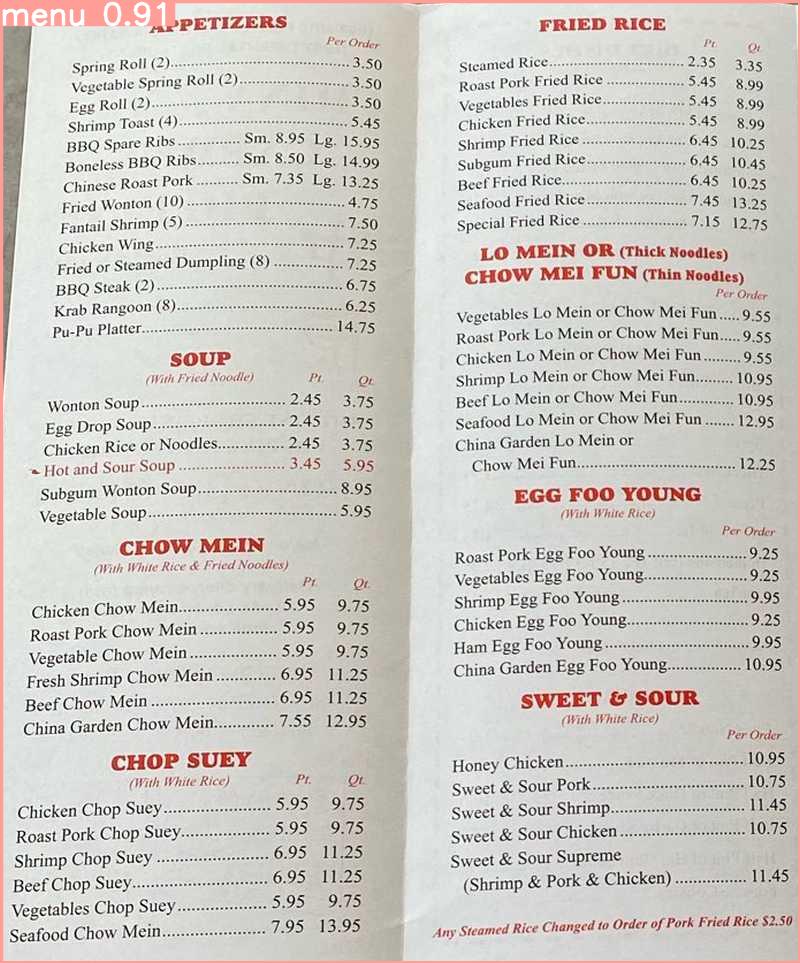 menu 0.91
APPETIZERS
Per Order
Spring Roll (2) 3.50
Vegetable Spring Roll (2) 3.50
Egg Roll (2) 3.50
Shrimp Toast (4) 5.45
BBQ Spare Ribs Sm. 8.95 Lg. 15.95
Boneless BBQ Ribs Sm. 8.50 Lg. 14.99
Chinese Roast Pork Sm. 7.35 Lg. 13.25
Fried Wonton (10) 4.75
Fantail Shrimp (5) 7.50
Chicken Wing 7.25
Fried or Steamed Dumpling (8) 7.25
BBQ Steak (2) 6.75
Krab Rangoon (8) 6.25
Pu-Pu Platter 14.75
SOUP
(With Fried Noodle) Pt. Qt.
Wonton Soup 2.45 3.75
Egg Drop Soup 2.45 3.75
Chicken Rice or Noodles 2.45 3.75
Hot and Sour Soup 3.45 5.95
Subgum Wonton Soup 8.95
Vegetable Soup 5.95
CHOW MEIN
(With White Rice & Fried Noodles)
Pt. Qt.
Chicken Chow Mein 5.95 9.75
Roast Pork Chow Mein 5.95 9.75
Vegetable Chow Mein 5.95 9.75
Fresh Shrimp Chow Mein 6.95 11.25
Beef Chow Mein 6.95 11.25
China Garden Chow Mein 7.55 12.95
CHOP SUEY
(With White Rice) Pt. Qt.
Chicken Chop Suey 5.95 9.75
Roast Pork Chop Suey 5.95 9.75
Shrimp Chop Suey 6.95 11.25
Beef Chop Suey 6.95 11.25
Vegetables Chop Suey 5.95 9.75
Seafood Chow Mein 7.95 13.95
FRIED RICE
Pt. Qt.
Steamed Rice 2.35 3.35
Roast Pork Fried Rice 5.45 8.99
Vegetables Fried Rice 5.45 8.99
Chicken Fried Rice 5.45 8.99
Shrimp Fried Rice 6.45 10.25
Subgum Fried Rice 6.45 10.45
Beef Fried Rice 6.45 10.25
Seafood Fried Rice 7.45 13.25
Special Fried Rice 7.15 12.75
LO MEIN OR (Thick Noodles)
CHOW MEI FUN (Thin Noodles)
Per Order
Vegetables Lo Mein or Chow Mei Fun 9.55
Roast Pork Lo Mein or Chow Mei Fun 9.55
Chicken Lo Mein or Chow Mei Fun 9.55
Shrimp Lo Mein or Chow Mei Fun 10.95
Beef Lo Mein or Chow Mei Fun 10.95
Seafood Lo Mein or Chow Mei Fun 12.95
China Garden Lo Mein or
Chow Mei Fun 12.25
EGG FOO YOUNG
(With White Rice)
Per Order
Roast Pork Egg Foo Young 9.25
Vegetables Egg Foo Young 9.25
Shrimp Egg Foo Young 9.95
Chicken Egg Foo Young 9.25
Ham Egg Foo Young 9.95
China Garden Egg Foo Young 10.95
SWEET & SOUR
(With White Rice)
Per Order
Honey Chicken 10.95
Sweet & Sour Pork 10.75
Sweet & Sour Shrimp 11.45
Sweet & Sour Chicken 10.75
Sweet & Sour Supreme
(Shrimp & Pork & Chicken) 11.45
Any Steamed Rice Changed to Order of Pork Fried Rice $2.50